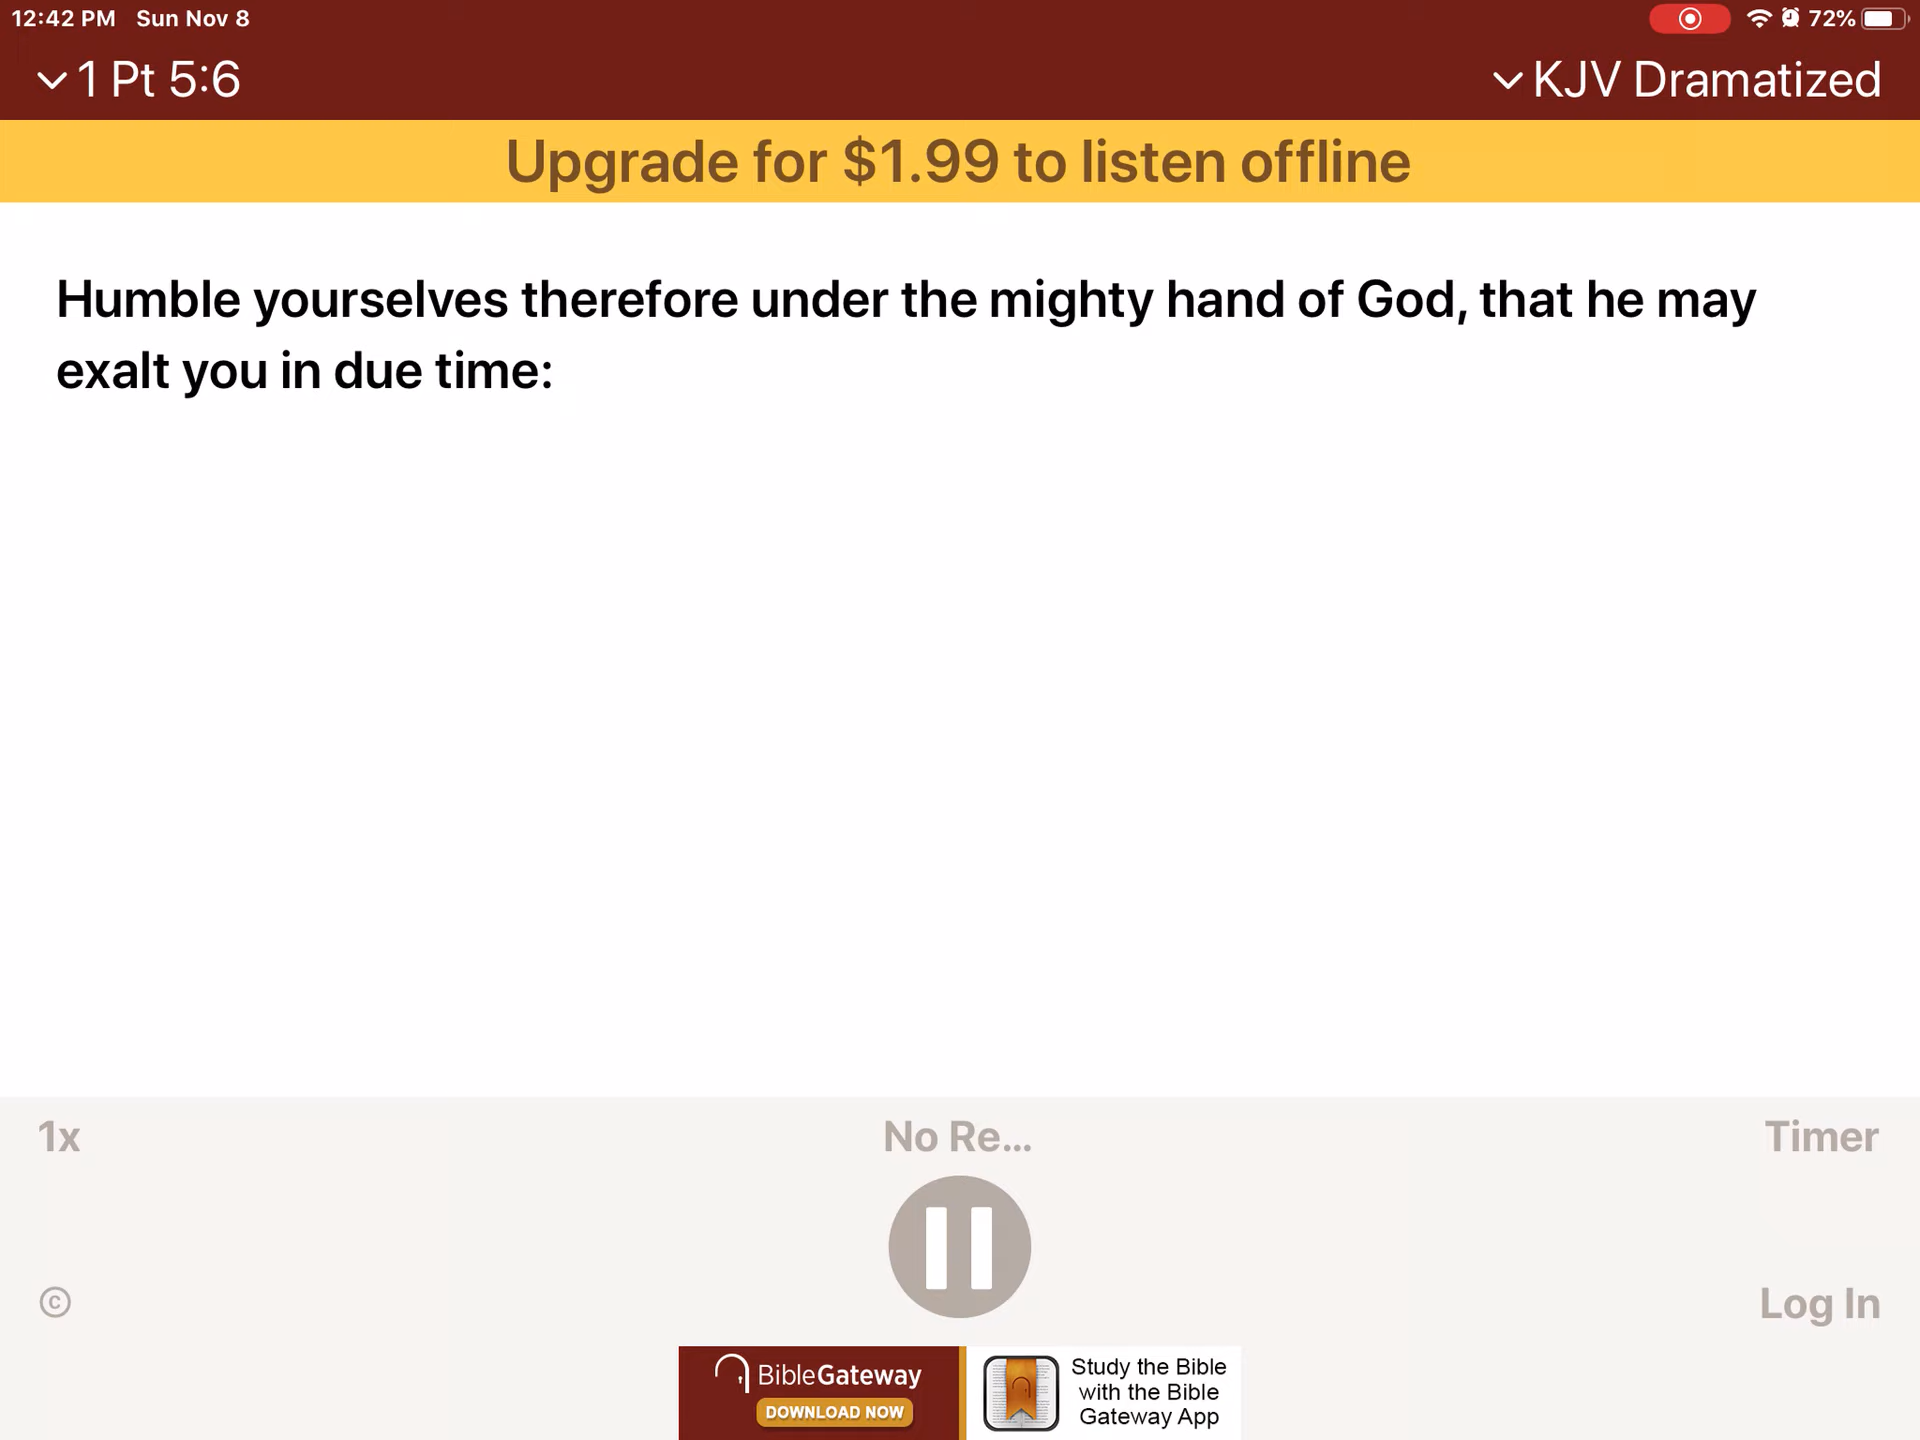 12:42 PM Sun Nov 8 72%
1 Pt 5:6 KJV Dramatized
Upgrade for $1.99 to listen offline
Humble yourselves therefore under the mighty hand of God, that he may
exalt you in due time:
1x No Re... Timer
© Log In
BibleGateway
DOWNLOAD NOW
Study the Bible
with the Bible
Gateway App